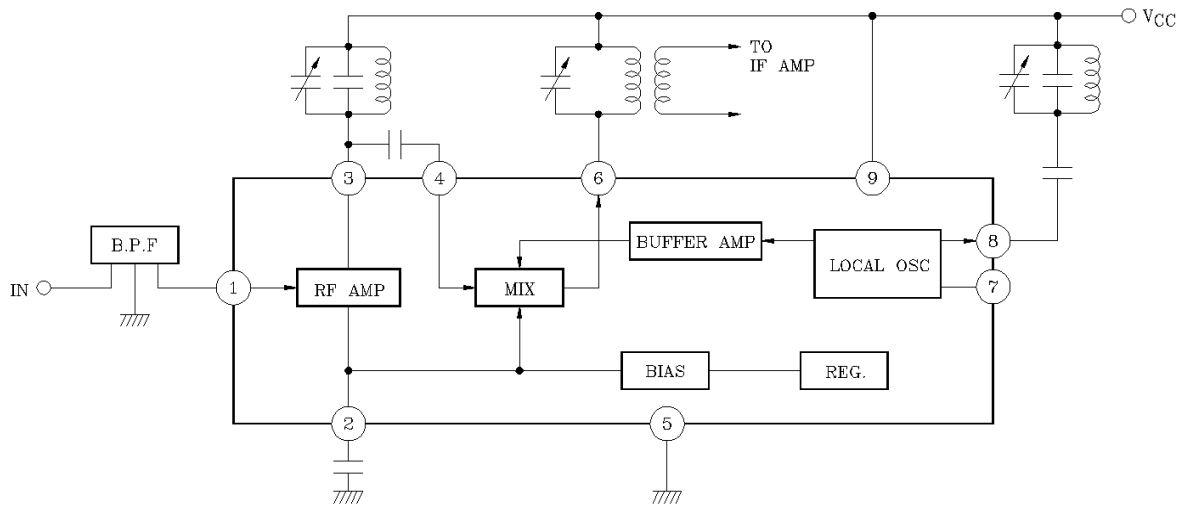 VCC
TO
IF AMP
3
4
6
9
B.P.F
BUFFER AMP
8
LOCAL OSC
IN
1
RF AMP
MIX
7
BIAS
REG.
2
5